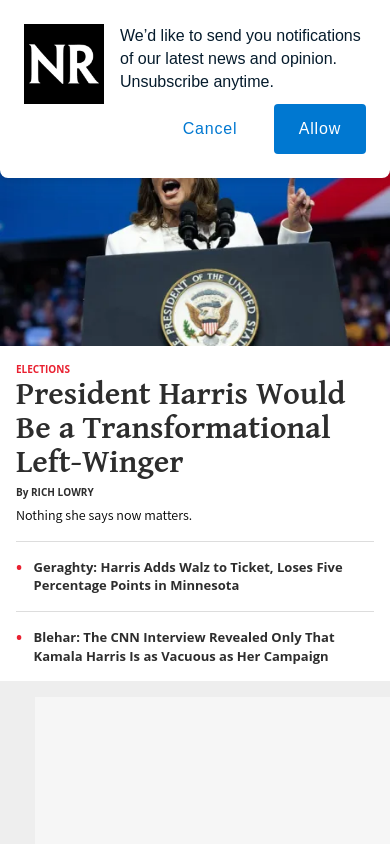 NR
We’d like to send you notifications
of our latest news and opinion.
Unsubscribe anytime.
Cancel
Allow
PRESIDENT OF THE UNITED STATES
ELECTIONS
President Harris Would
Be a Transformational
Left-Winger
By RICH LOWRY
Nothing she says now matters.
Geraghty: Harris Adds Walz to Ticket, Loses Five
Percentage Points in Minnesota
Blehar: The CNN Interview Revealed Only That
Kamala Harris Is as Vacuous as Her Campaign